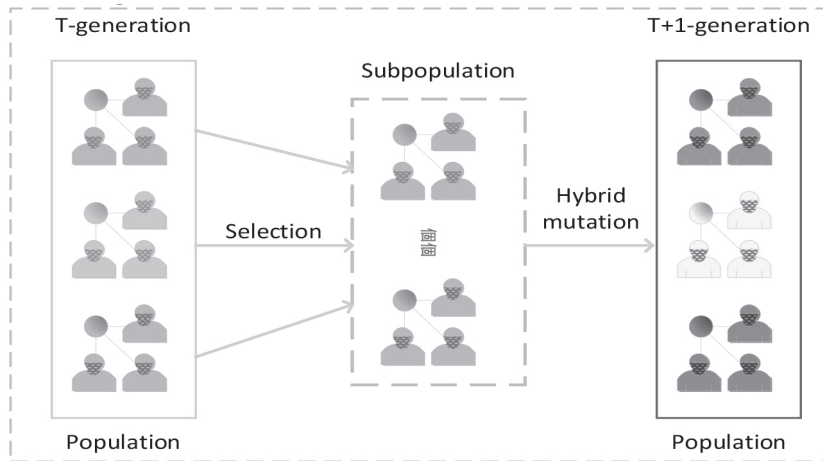 T-generation
T+1-generation
Subpopulation
Selection
Hybrid
mutation
Population
Population